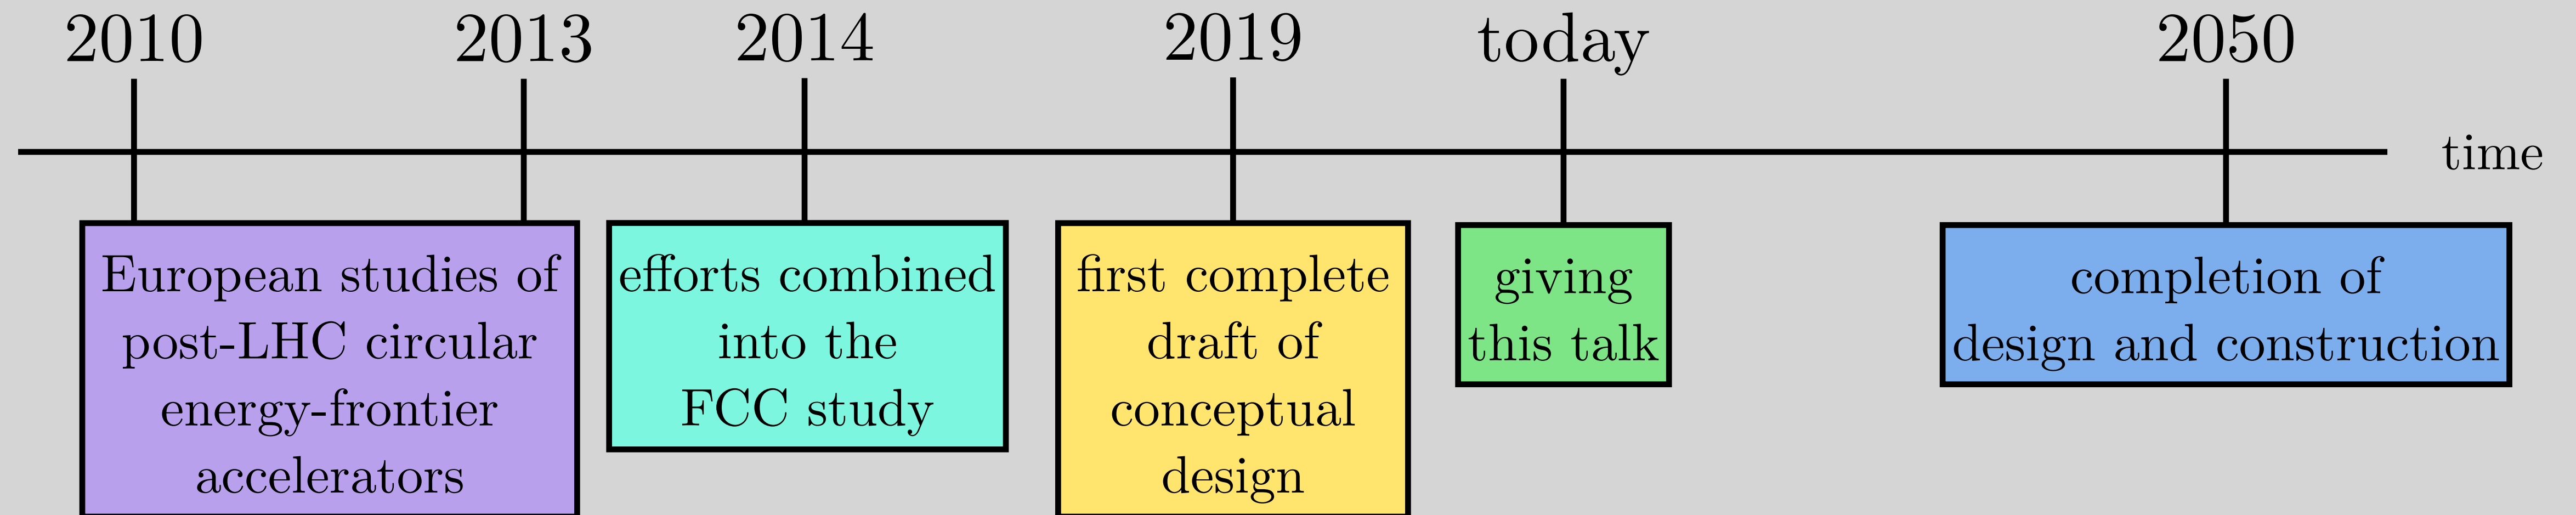 2010
2013
2014
2019
today
2050
time
European studies of
post-LHC circular
energy-frontier
accelerators
efforts combined
into the
FCC study
first complete
draft of
conceptual
design
giving
this talk
completion of
design and construction